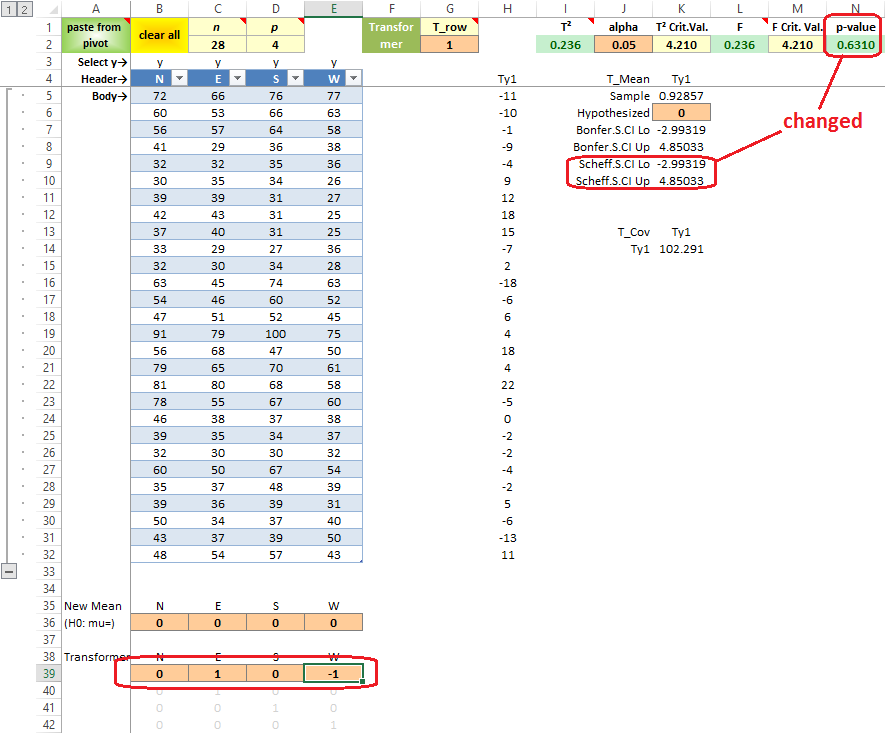 1 2 A B C D E F G H I J K L M N
1 paste from clear all n p Transfor T_row T² alpha T² Crit.Val. F F Crit. Val. p-value
2 pivot 28 4 mer 1 0.236 0.05 4.210 0.236 4.210 0.6310
3 Select y→ y y y y
4 Header→ N E S W Ty1 T_Mean Ty1
5 Body→ 72 66 76 77 -11 Sample 0.92857
6 60 53 66 63 -10 Hypothesized 0
changed
7 56 57 64 58 -1 Bonfer.S.CI Lo -2.99319
8 41 29 36 38 -9 Bonfer.S.CI Up 4.85033
9 32 32 35 36 -4 Scheff.S.CI Lo -2.99319
10 30 35 34 26 9 Scheff.S.CI Up 4.85033
11 39 39 31 27 12
12 42 43 31 25 18
13 37 40 31 25 15 T_Cov Ty1
14 33 29 27 36 -7 Ty1 102.291
15 32 30 34 28 2
16 63 45 74 63 -18
17 54 46 60 52 -6
18 47 51 52 45 6
19 91 79 100 75 4
20 56 68 47 50 18
21 79 65 70 61 4
22 81 80 68 58 22
23 78 55 67 60 -5
24 46 38 37 38 0
25 39 35 34 37 -2
26 32 30 30 32 -2
27 60 50 67 54 -4
28 35 37 48 39 -2
29 39 36 39 31 5
30 50 34 37 40 -6
31 43 37 39 50 -13
32 48 54 57 43 11
33
34
35 New Mean N E S W
36 (H0: mu=) 0 0 0 0
37
38 Transformer N E S W
39 0 1 0 -1
40 0 1 0 0
41 0 0 1 0
42 0 0 0 1